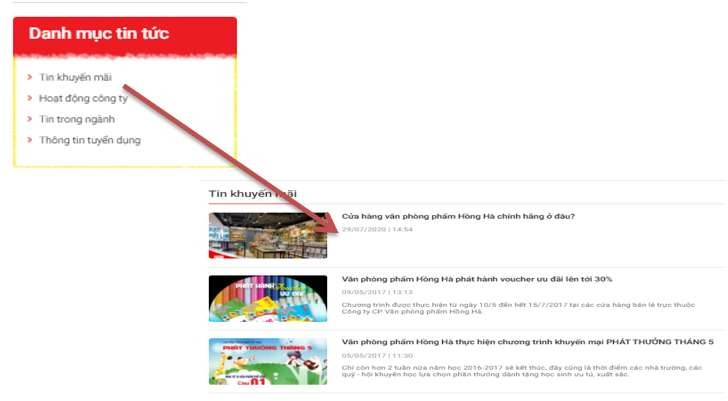 Danh mục tin tức
Tin khuyến mãi
Hoạt động công ty
Tin trong ngành
Thông tin tuyển dụng
Tin khuyến mãi
Cửa hàng văn phòng phẩm Hồng Hà chính hãng ở đâu?
29/07/2020 | 14:54
Văn phòng phẩm Hồng Hà phát hành voucher ưu đãi lên tới 30%
09/05/2017 | 13:13
Chương trình được thực hiện từ ngày 10/5 đến hết 15/7/2017 tại các cửa hàng bán lẻ trực thuộc
Công ty CP Văn phòng phẩm Hồng Hà.
PHÁT HÀNH
ƯU ĐÃI
Văn phòng phẩm Hồng Hà thực hiện chương trình khuyến mại PHÁT THƯỞNG THÁNG 5
05/05/2017 | 11:30
Chỉ còn hơn 2 tuần nữa năm học 2016-2017 sẽ kết thúc, đây cũng là thời điểm các nhà trường, các
quỹ - hội khuyến học lựa chọn phần thưởng dành tặng học sinh ưu tú, xuất sắc.
PHÁT THƯỞNG THÁNG 5
01